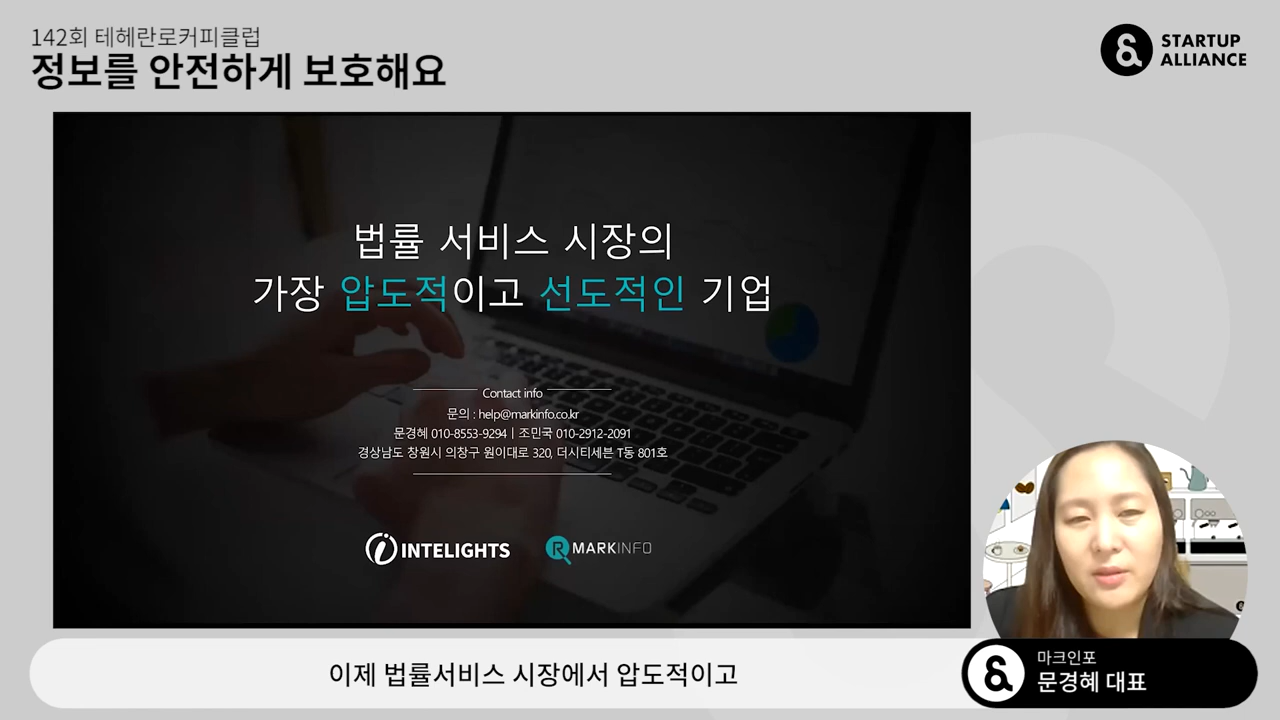 142회 테헤란로커피클럽
정보를 안전하게 보호해요
STARTUP
ALLIANCE
법률 서비스 시장의
가장 압도적이고 선도적인 기업
Contact info
문의 : help@markinfo.co.kr
문경혜 010-8553-9294 | 조민국 010-2912-2091
경상남도 창원시 의창구 원이대로 320, 더시티세븐 T동 801호
INTELIGHTS
MARKINFO
이제 법률서비스 시장에서 압도적이고
마크인포
문경혜 대표